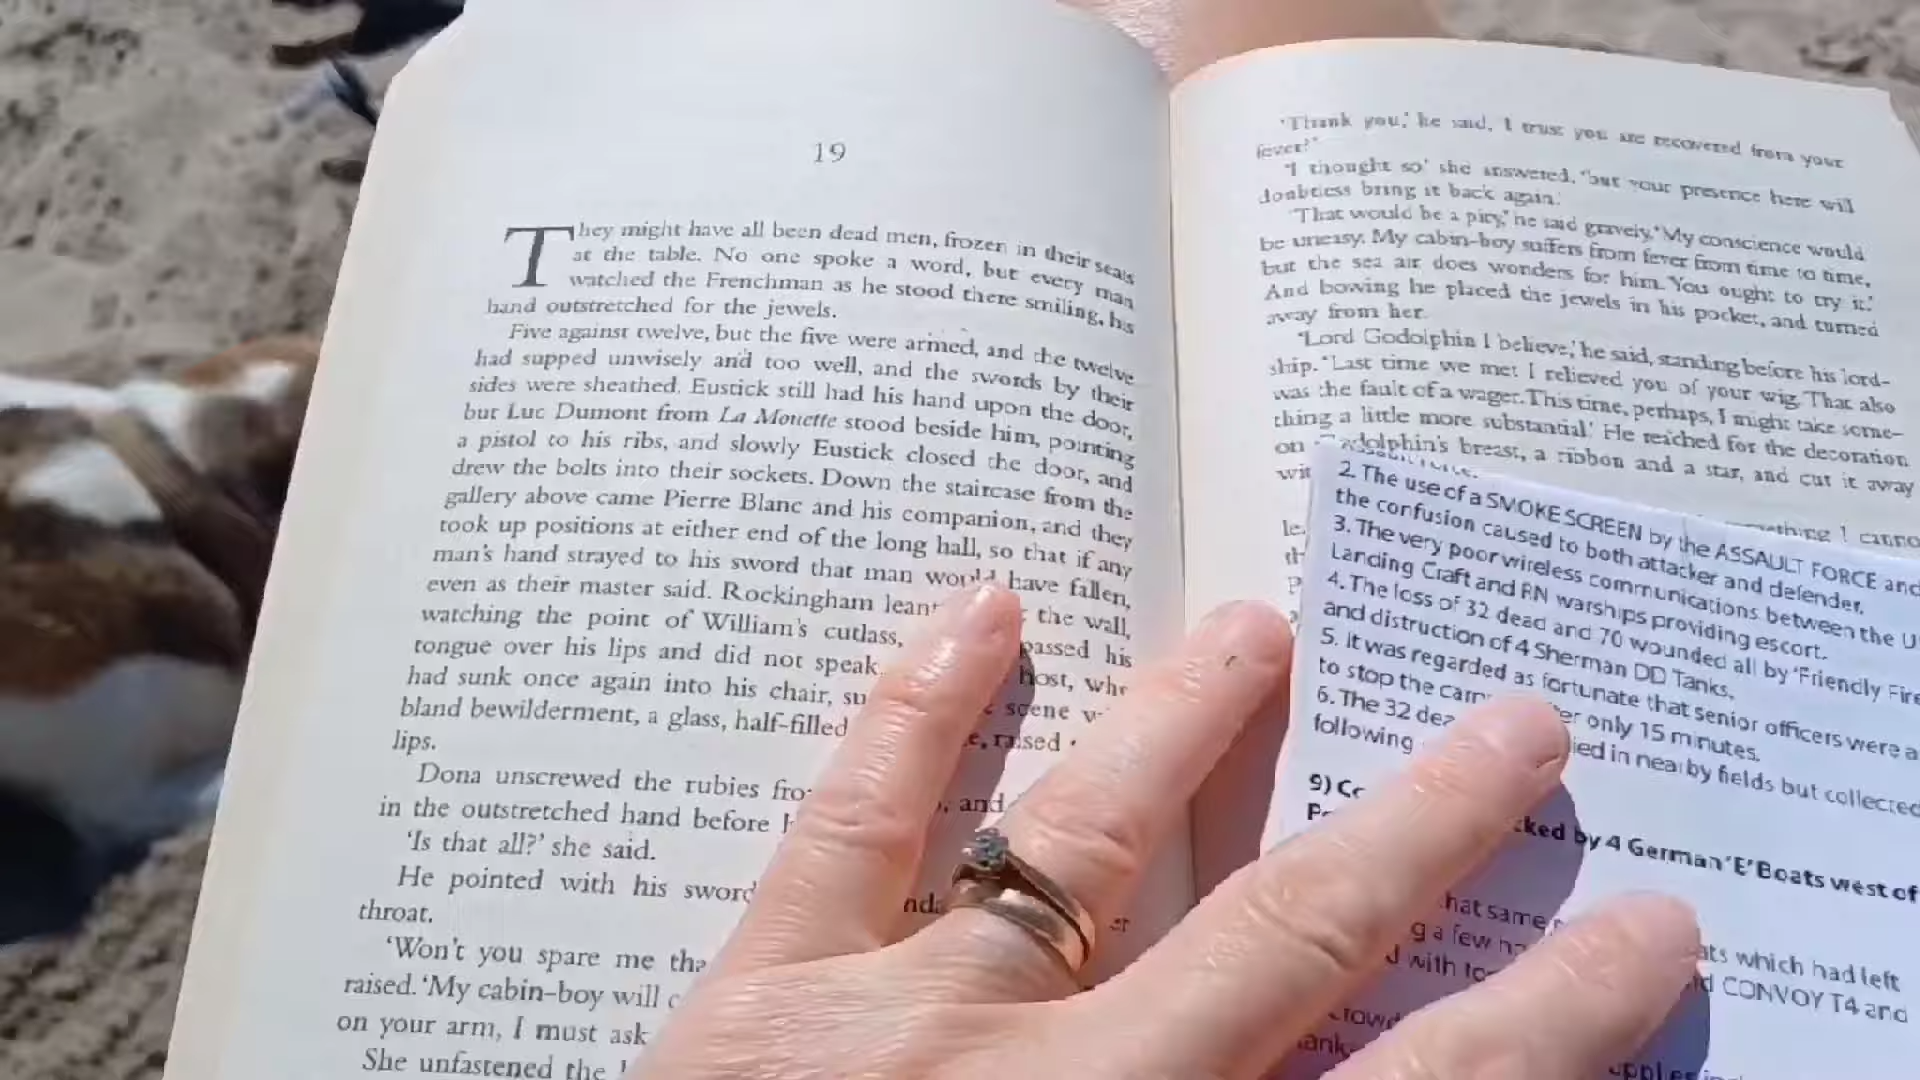 19
They might have all been dead men, frozen in their seats
at the table. No one spoke a word, but every man
watched the Frenchman as he stood there smiling, his
hand outstretched for the jewels.
Five against twelve, but the five were armed, and the twelve
had supped unwisely and too well, and the swords by their
sides were sheathed. Eustick still had his hand upon the door,
but Luc Dumont from La Mouette stood beside him, pointing
a pistol to his ribs, and slowly Eustick closed the door, and
drew the bolts into their sockets. Down the staircase from the
gallery above came Pierre Blanc and his companion, and they
took up positions at either end of the long hall, so that if any
man's hand strayed to his sword that man would have fallen,
even as their master said. Rockingham leant the wall,
watching the point of William's cutlass, passed his
tongue over his lips and did not speak.
had sunk once again into his chair, scene
bland bewilderment, a glass, half-filled raised
lips.
Dona unscrewed the rubies and
in the outstretched hand before
'Is that all?' she said.
He pointed with his sword
throat.
'Won't you spare me
raised. 'My cabin-boy will
on your arm, I must ask
She unfastened the
'Thank you,' he said, I trust you are recovered from your
fever?'
'I thought so' she answered, 'but your presence here will
doubtless bring it back again.'
'That would be a pity,' he said gravely. 'My conscience would
be uneasy. My cabin-boy suffers from fever from time to time,
but the sea air does wonders for him. You ought to try it.'
And bowing he placed the jewels in his pocket, and turned
away from her.
'Lord Godolphin I believe,' he said, standing before his lord-
ship. 'Last time we met I relieved you of your wig. That also
was the fault of a wager. This time, perhaps, I might take some-
thing a little more substantial.' He reached for the decoration
on Godolphin's breast, a ribbon and a star, and cut it away
something I
2. The use of a SMOKE SCREEN by the ASSAULT FORCE and
the confusion caused to both attacker and defender.
3. The very poor wireless communications between the
Landing Craft and RN warships providing escort.
4. The loss of 32 dead and 70 wounded all by 'Friendly
and distruction of 4 Sherman DD Tanks.
5. It was regarded as fortunate that senior officers were
to stop the only 15 minutes.
6. The 32 in nearby fields but collected
following
9)
by 4 German 'E' Boats west of
that same
a few which had left
with CONVOY T4 and